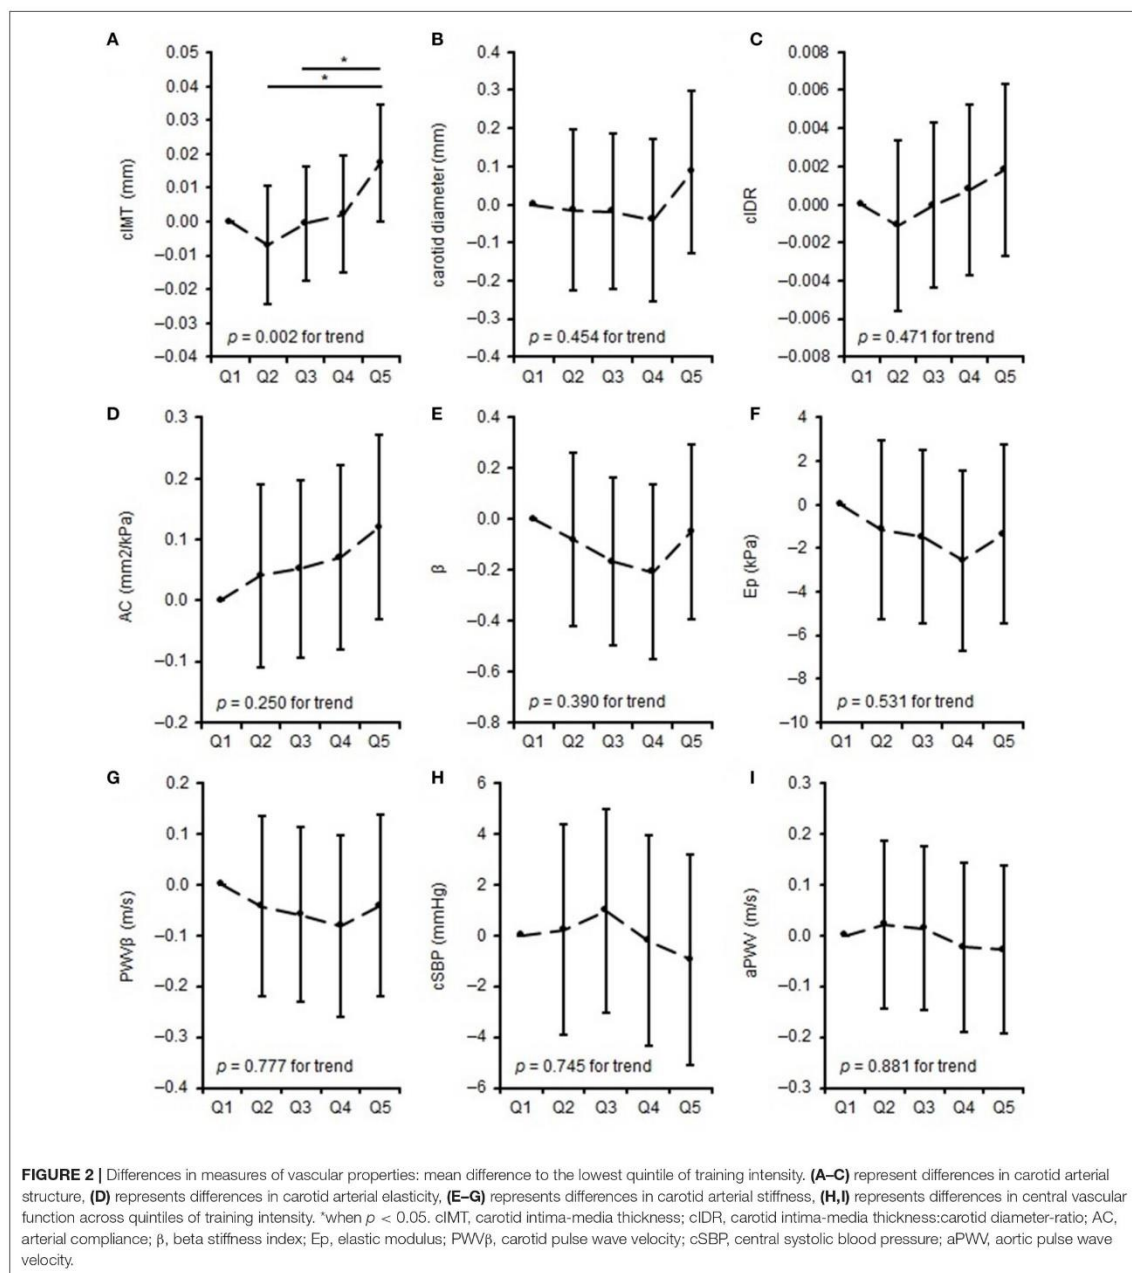 A
cIMT (mm)
0.05
0.04
0.03
0.02
0.01
0.00
–0.01
–0.02
–0.03
–0.04
*
*
p = 0.002 for trend
Q1 Q2 Q3 Q4 Q5
B
carotid diameter (mm)
0.4
0.3
0.2
0.1
0.0
–0.1
–0.2
–0.3
–0.4
p = 0.454 for trend
Q1 Q2 Q3 Q4 Q5
C
cIDR
0.008
0.006
0.004
0.002
0.000
–0.002
–0.004
–0.006
–0.008
p = 0.471 for trend
Q1 Q2 Q3 Q4 Q5
D
AC (mm2/kPa)
0.3
0.2
0.1
0.0
–0.1
–0.2
p = 0.250 for trend
Q1 Q2 Q3 Q4 Q5
E
β
0.4
0.2
0.0
–0.2
–0.4
–0.6
–0.8
p = 0.390 for trend
Q1 Q2 Q3 Q4 Q5
F
Ep (kPa)
4
2
0
–2
–4
–6
–8
–10
p = 0.531 for trend
Q1 Q2 Q3 Q4 Q5
G
PWVβ (m/s)
0.2
0.1
0.0
–0.1
–0.2
–0.3
–0.4
p = 0.777 for trend
Q1 Q2 Q3 Q4 Q5
H
cSBP (mmHg)
6
4
2
0
–2
–4
–6
p = 0.745 for trend
Q1 Q2 Q3 Q4 Q5
I
aPWV (m/s)
0.3
0.2
0.1
0.0
–0.1
–0.2
–0.3
p = 0.881 for trend
Q1 Q2 Q3 Q4 Q5
FIGURE 2 | Differences in measures of vascular properties: mean difference to the lowest quintile of training intensity. (A–C) represent differences in carotid arterial
structure, (D) represents differences in carotid arterial elasticity, (E–G) represents differences in carotid arterial stiffness, (H,I) represents differences in central vascular
function across quintiles of training intensity. *when p < 0.05. cIMT, carotid intima-media thickness; cIDR, carotid intima-media thickness:carotid diameter-ratio; AC,
arterial compliance; β, beta stiffness index; Ep, elastic modulus; PWVβ, carotid pulse wave velocity; cSBP, central systolic blood pressure; aPWV, aortic pulse wave
velocity.